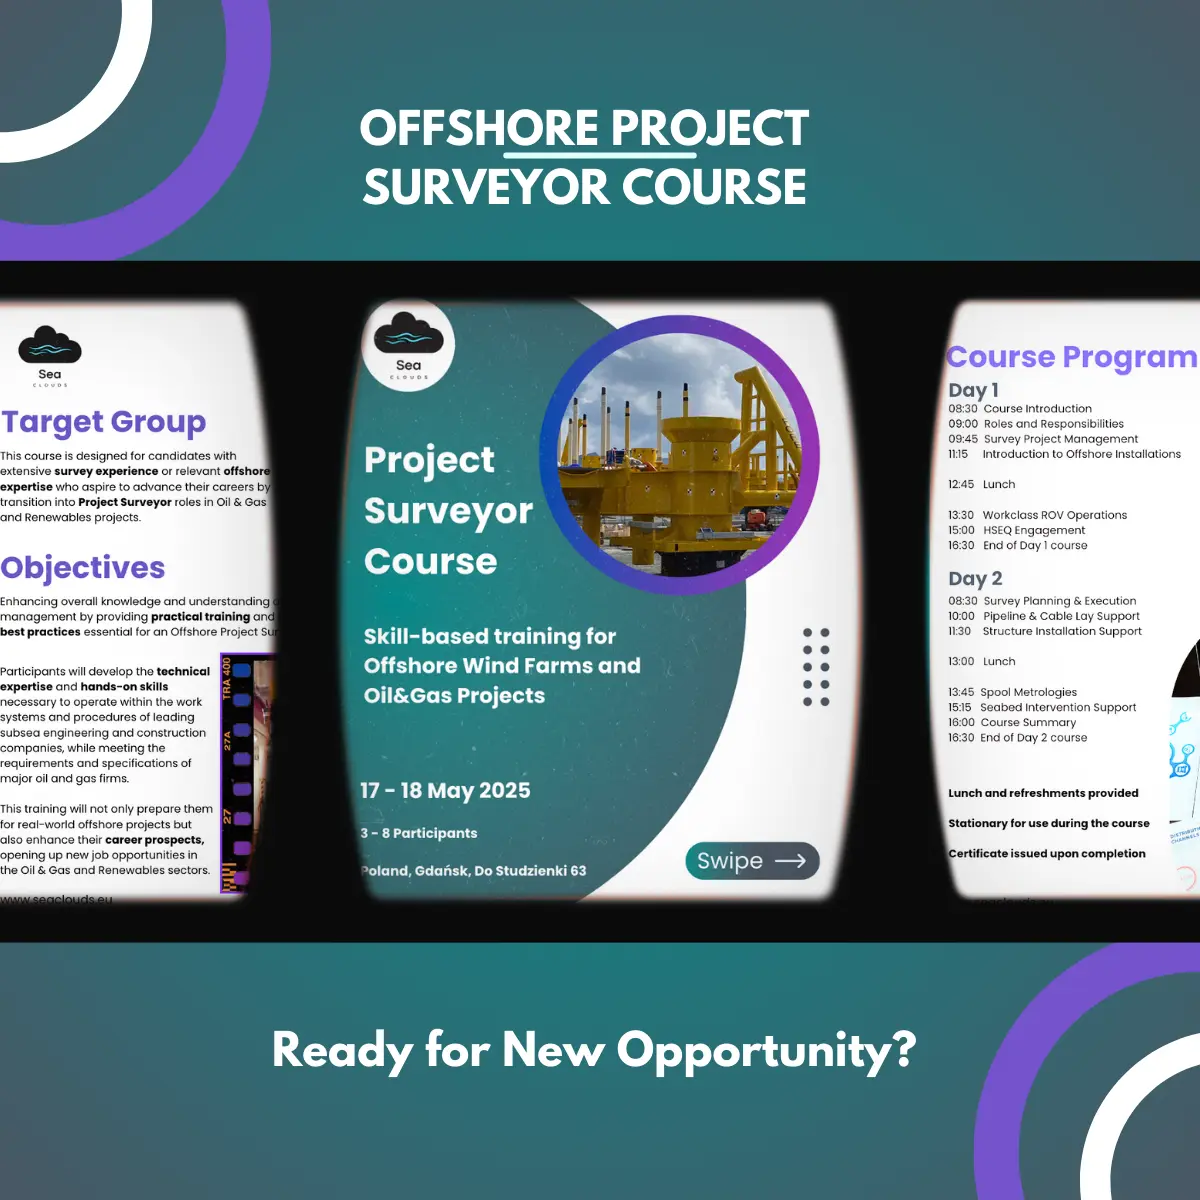 OFFSHORE PROJECT
SURVEYOR COURSE
Sea
CLOUDS
Target Group
This course is designed for candidates with
extensive survey experience or relevant offshore
expertise who aspire to advance their careers by
transition into Project Surveyor roles in Oil & Gas
and Renewables projects.
Objectives
Enhancing overall knowledge and understanding
management by providing practical training and
best practices essential for an Offshore Project
Participants will develop the technical
expertise and hands-on skills
necessary to operate within the work
systems and procedures of leading
subsea engineering and construction
companies, while meeting the
requirements and specifications of
major oil and gas firms.
This training will not only prepare them
for real-world offshore projects but
also enhance their career prospects,
opening up new job opportunities in
the Oil & Gas and Renewables sectors.
www.seaclouds.eu
TRA 400
27A
27
Sea
CLOUDS
Project
Surveyor
Course
Skill-based training for
Offshore Wind Farms and
Oil&Gas Projects
17 - 18 May 2025
3 - 8 Participants
Poland, Gdańsk, Do Studzienki 63
Swipe
Course Program
Day 1
08:30 Course Introduction
09:00 Roles and Responsibilities
09:45 Survey Project Management
11:15 Introduction to Offshore Installations
12:45 Lunch
13:30 Workclass ROV Operations
15:00 HSEQ Engagement
16:30 End of Day 1 course
Day 2
08:30 Survey Planning & Execution
10:00 Pipeline & Cable Lay Support
11:30 Structure Installation Support
13:00 Lunch
13:45 Spool Metrologies
15:15 Seabed Intervention Support
16:00 Course Summary
16:30 End of Day 2 course
Lunch and refreshments provided
Stationary for use during the course
Certificate issued upon completion
Ready for New Opportunity?